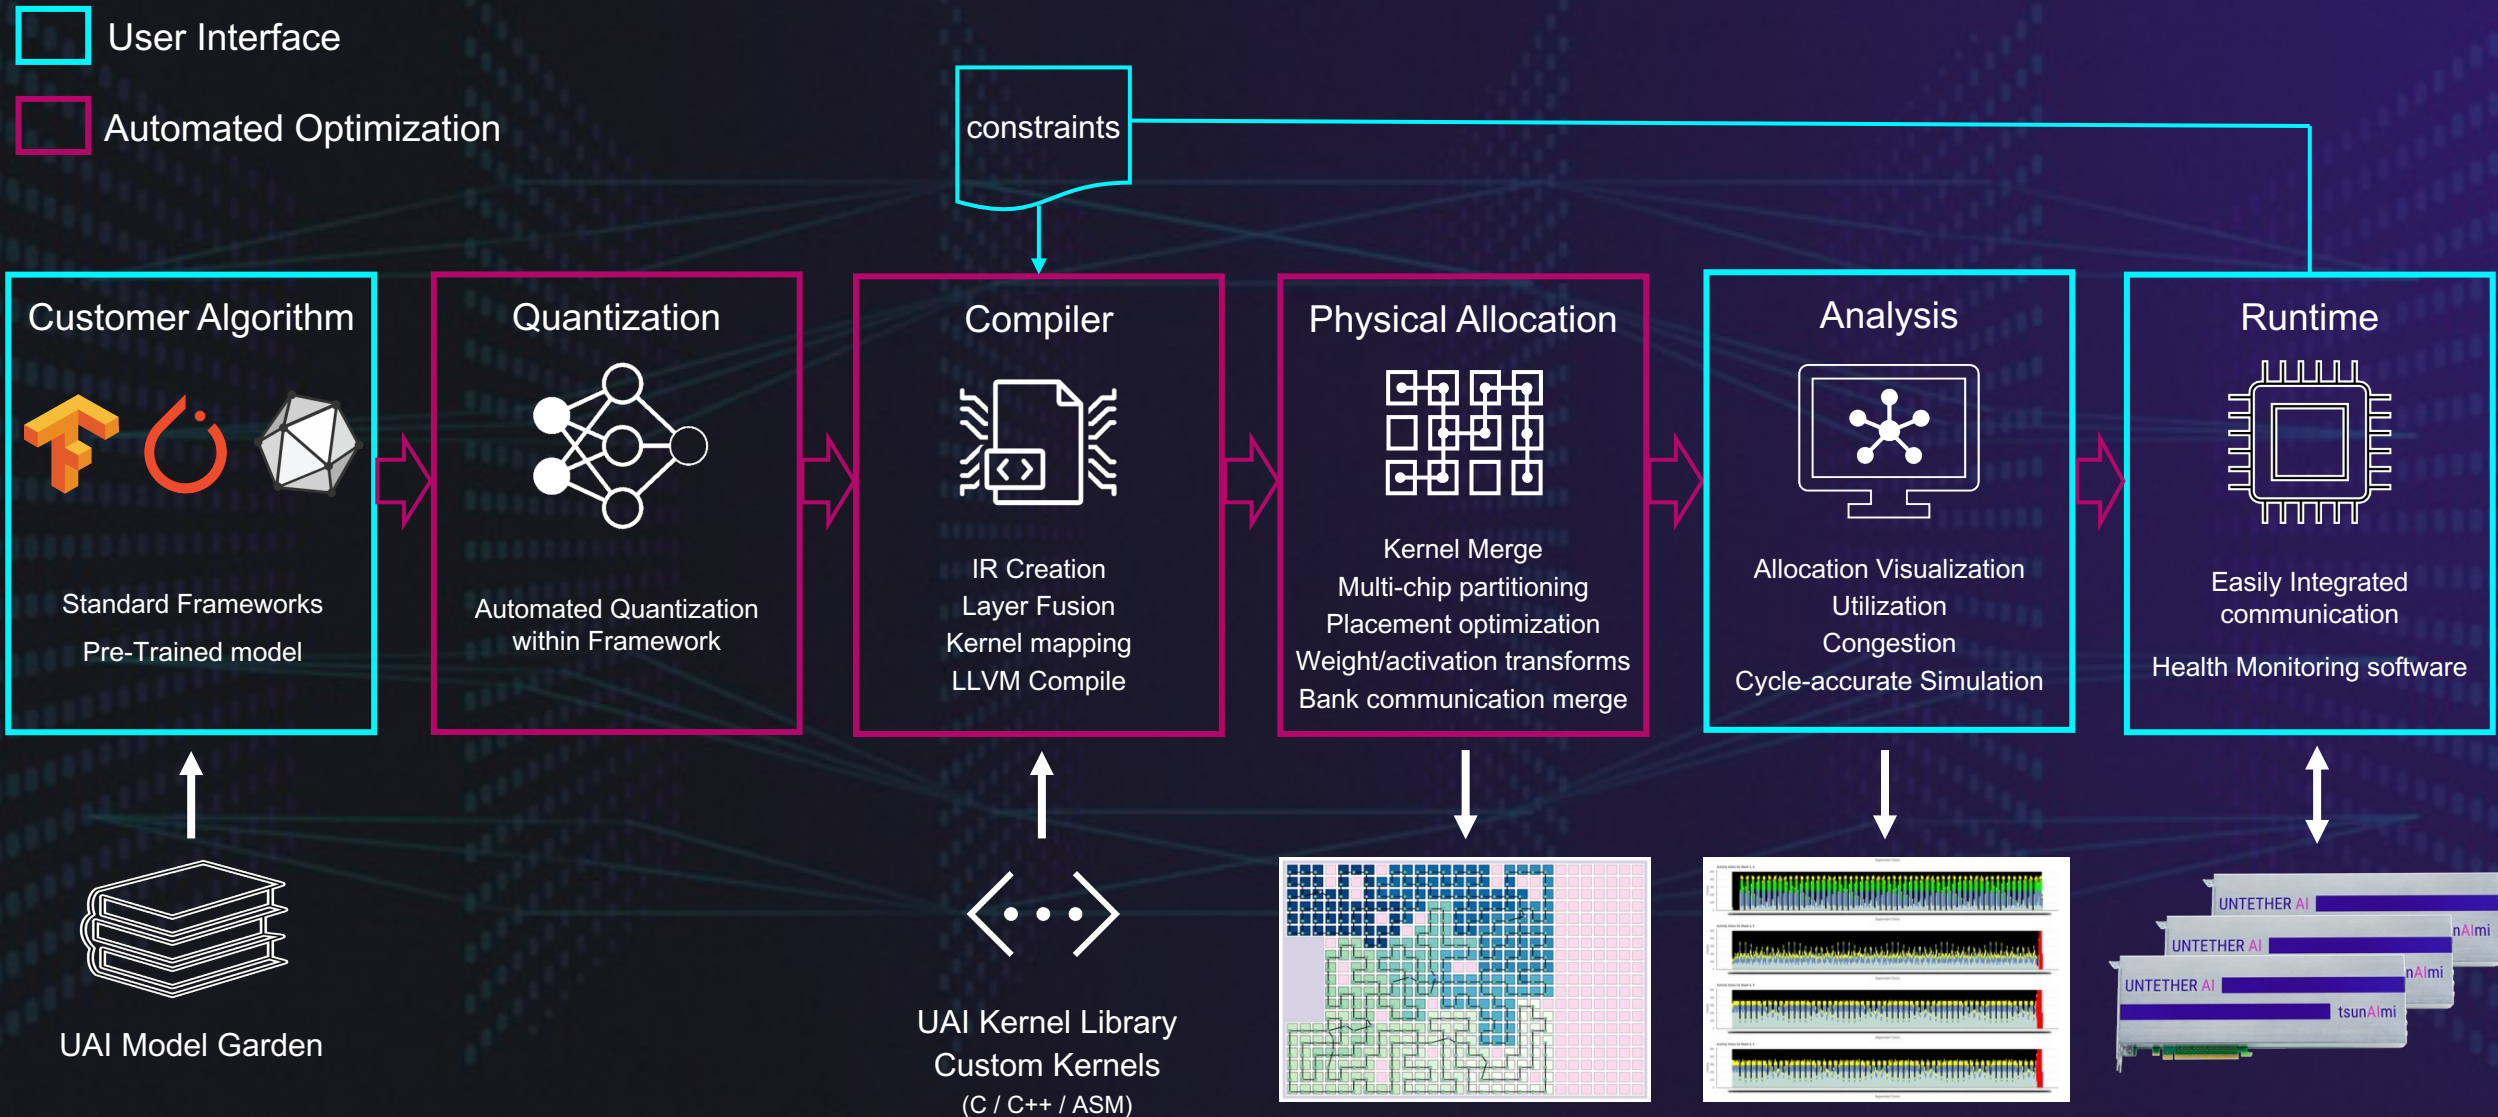 User Interface
Automated Optimization
constraints
Customer Algorithm
Standard Frameworks
Pre-Trained model
Quantization
Automated Quantization
within Framework
Compiler
IR Creation
Layer Fusion
Kernel mapping
LLVM Compile
Physical Allocation
Kernel Merge
Multi-chip partitioning
Placement optimization
Weight/activation transforms
Bank communication merge
Analysis
Allocation Visualization
Utilization
Congestion
Cycle-accurate Simulation
Runtime
Easily Integrated
communication
Health Monitoring software
UAI Model Garden
UAI Kernel Library
Custom Kernels
(C / C++ / ASM)
UNTETHER AI
nAImi
UNTETHER AI
nAImi
UNTETHER AI
tsunAImi